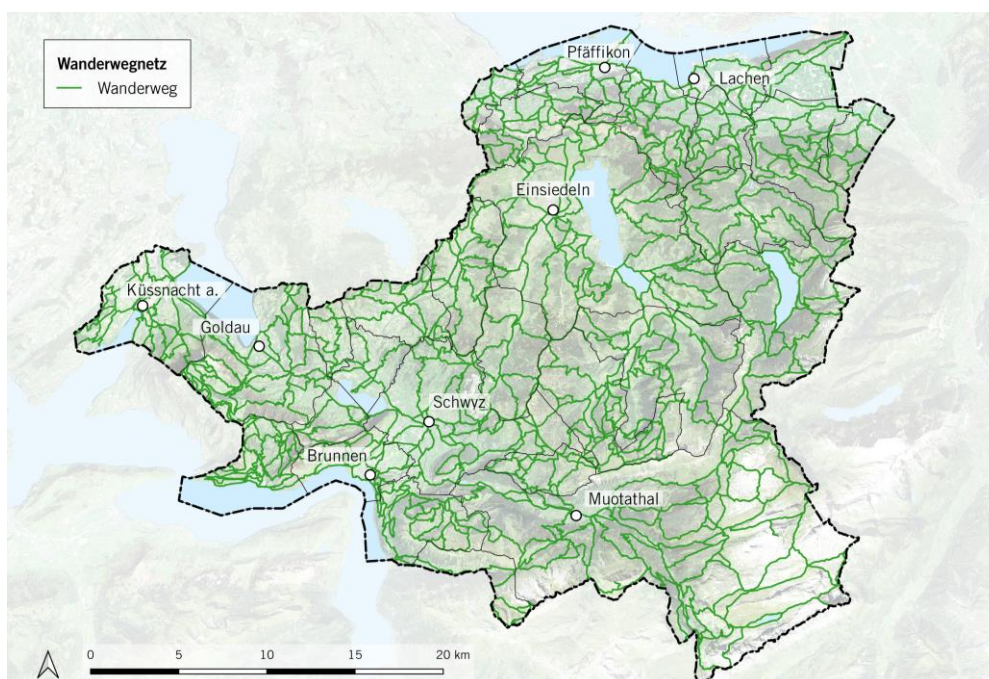 Wanderwegnetz
Wanderweg
Pfäffikon
Lachen
Einsiedeln
Küssnacht a.
Goldau
Schwyz
Brunnen
Muotathal
0 5 10 15 20 km